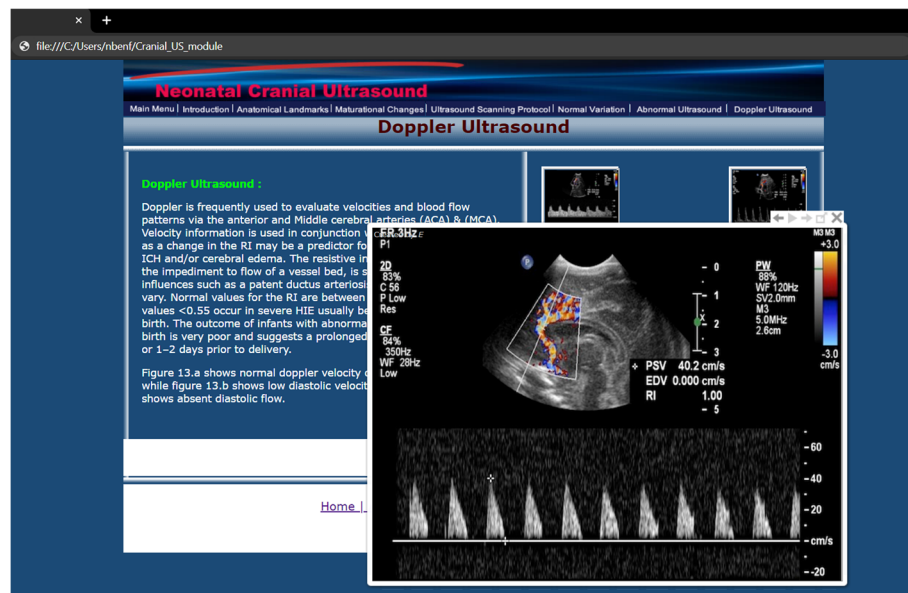 × +
file:///C:/Users/nbenf/Cranial_US_module
Neonatal Cranial Ultrasound
Main Menu | Introduction | Anatomical Landmarks | Maturational Changes | Ultrasound Scanning Protocol | Normal Variation | Abnormal Ultrasound | Doppler Ultrasound
Doppler Ultrasound
Doppler Ultrasound :
Doppler is frequently used to evaluate velocities and blood flow
patterns via the anterior and Middle cerebral arteries (ACA) & (MCA).
Velocity information is used in conjunction
as a change in the RI may be a predictor fo
ICH and/or cerebral edema. The resistive in
the impediment to flow of a vessel bed, is s
influences such as a patent ductus arteriosi
vary. Normal values for the RI are between
values <0.55 occur in severe HIE usually be
birth. The outcome of infants with abnorma
birth is very poor and suggests a prolonged
or 1–2 days prior to delivery.
Figure 13.a shows normal doppler velocity
while figure 13.b shows low diastolic velocit
shows absent diastolic flow.
Home |
FR 3Hz
P1
2D
83%
C 56
P Low
Res
CF
84%
350Hz
WF 28Hz
Low
P
M3 M3
+3.0
-3.0
cm/s
PW
88%
WF 120Hz
SV2.0mm
M3
5.0MHz
2.6cm
- 0
- 1
X
- 2
- 3
- 5
PSV 40.2 cm/s
EDV 0.000 cm/s
RI 1.00
- 60
- 40
- 20
- cm/s
- -20